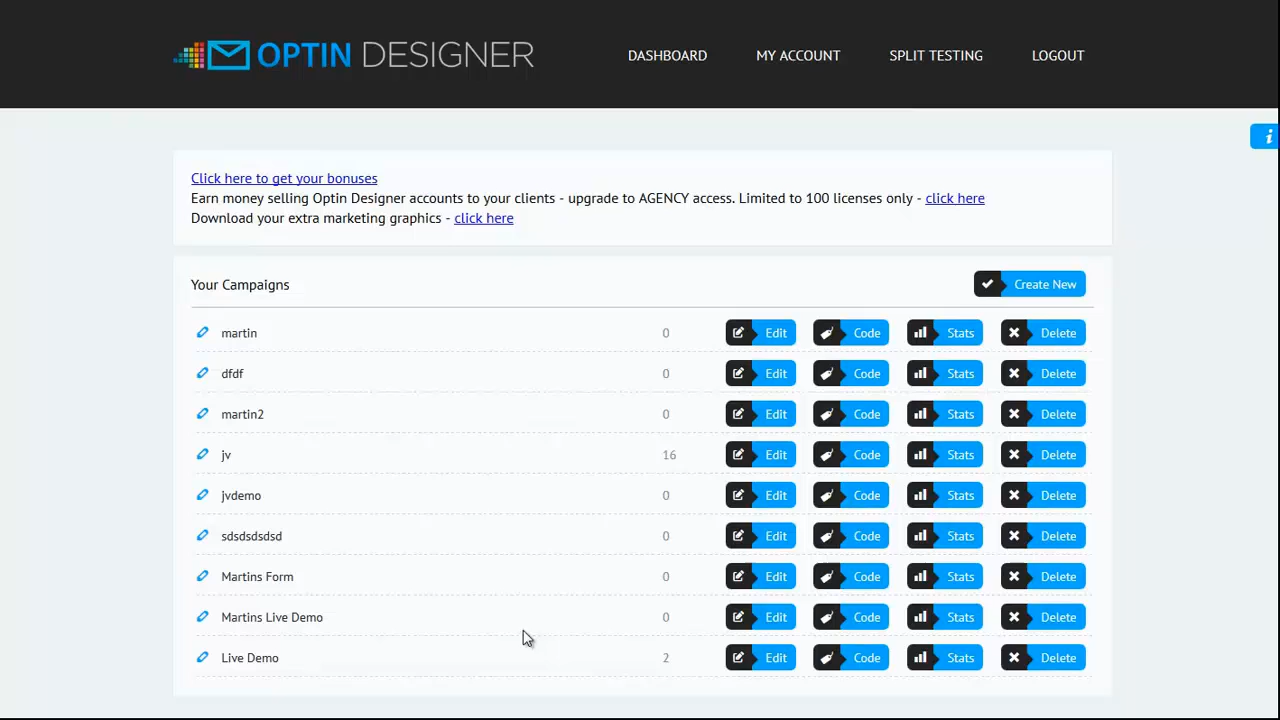 OPTIN DESIGNER
DASHBOARD MY ACCOUNT SPLIT TESTING LOGOUT
i
Click here to get your bonuses
Earn money selling Optin Designer accounts to your clients - upgrade to AGENCY access. Limited to 100 licenses only - click here
Download your extra marketing graphics - click here
Your Campaigns Create New
martin 0 Edit Code Stats Delete
dfdf 0 Edit Code Stats Delete
martin2 0 Edit Code Stats Delete
jv 16 Edit Code Stats Delete
jvdemo 0 Edit Code Stats Delete
sdsdsdsdsd 0 Edit Code Stats Delete
Martins Form 0 Edit Code Stats Delete
Martins Live Demo 0 Edit Code Stats Delete
Live Demo 2 Edit Code Stats Delete